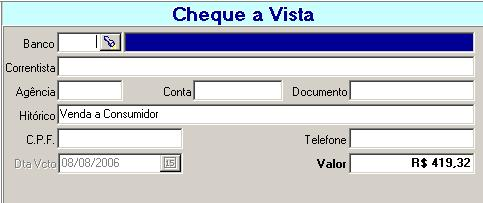 Cheque a Vista
Banco
Correntista
Agência Conta Documento
Hitórico Venda a Consumidor
C.P.F. Telefone
Dta Vcto 08/08/2006 15 Valor R$ 419,32